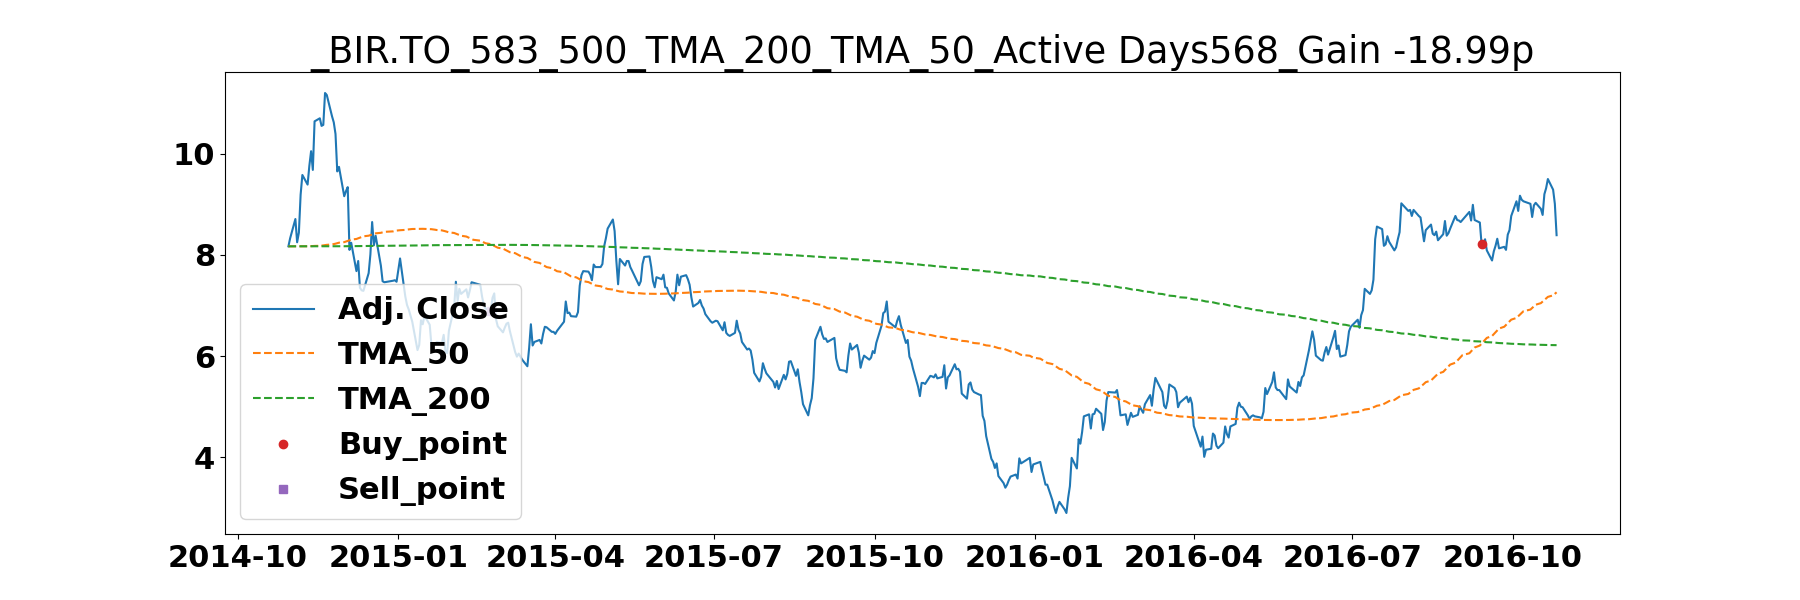 _BIR.TO_583_500_TMA_200_TMA_50_Active Days568_Gain -18.99p
10
8
6
4
Adj. Close
TMA_50
TMA_200
Buy_point
Sell_point
2014-10 2015-01 2015-04 2015-07 2015-10 2016-01 2016-04 2016-07 2016-10